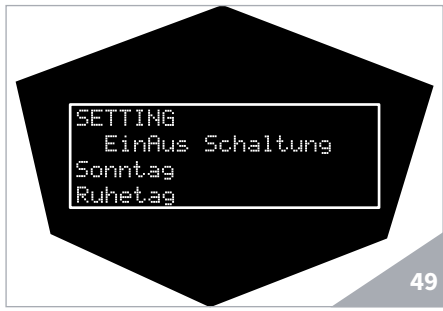 SETTING
EinAus Schaltung
Sonntag
Ruhetag
49